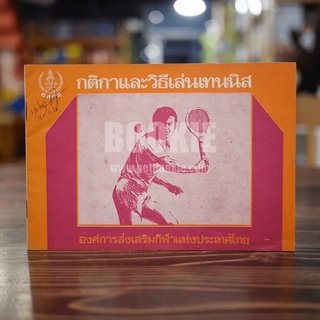 กติกาและวิธีเล่นเทนนิส
BOOKIE
องค์การส่งเสริมกีฬาแห่งประเทศไทย